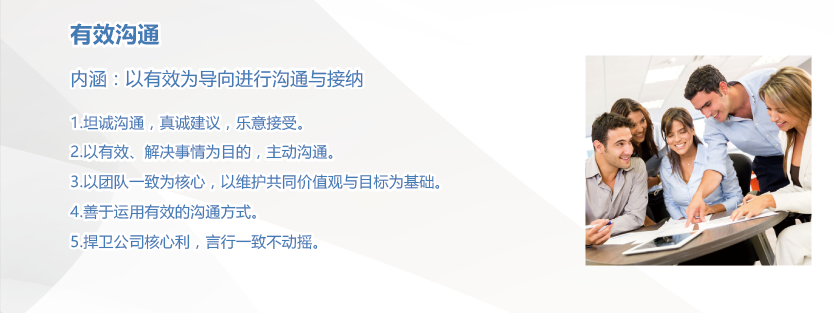 有效沟通
内涵：以有效为导向进行沟通与接纳
1.坦诚沟通，真诚建议，乐意接受。
2.以有效、解决事情为目的，主动沟通。
3.以团队一致为核心，以维护共同价值观与目标为基础。
4.善于运用有效的沟通方式。
5.捍卫公司核心利，言行一致不动摇。